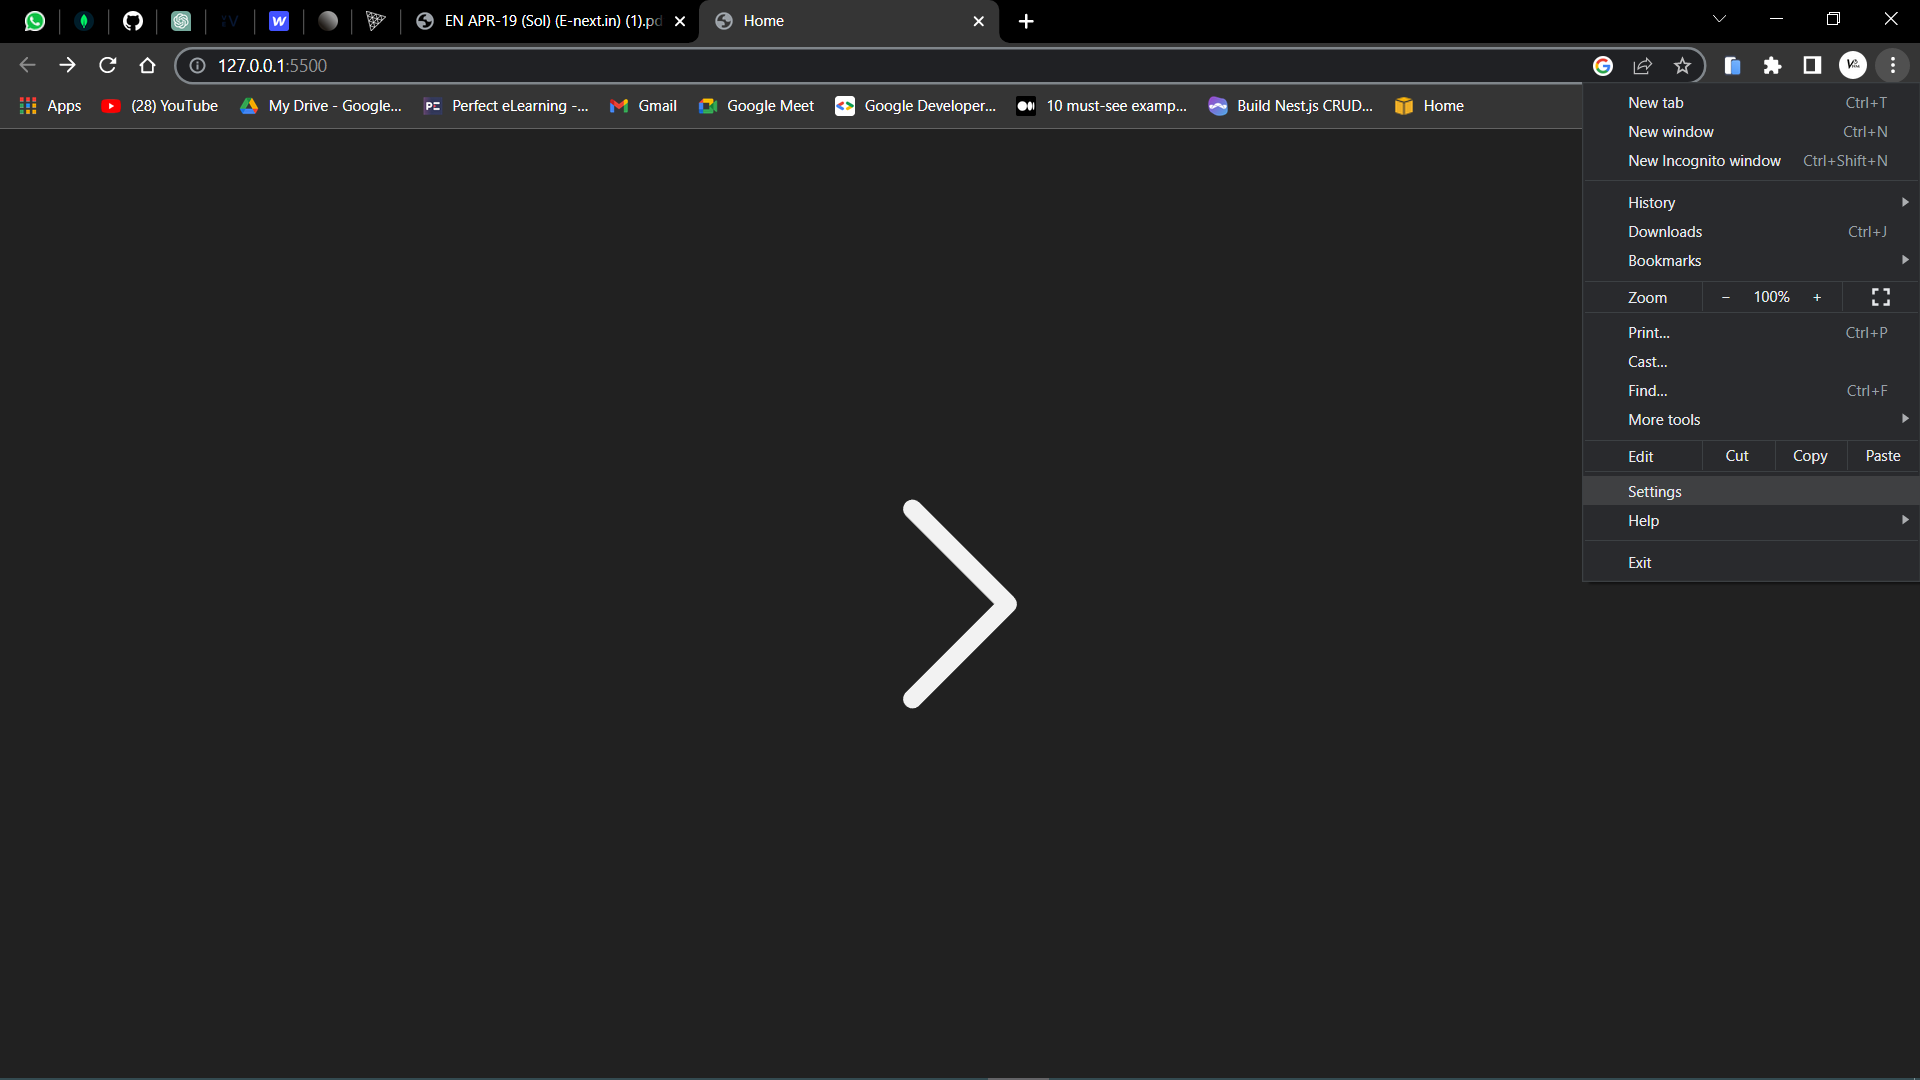 EN APR-19 (Sol) (E-next.in) (1).pd
Home
127.0.0.1:5500
Apps
(28) YouTube
My Drive - Google...
Perfect eLearning -...
Gmail
Google Meet
Google Developer...
10 must-see examp...
Build Nest.js CRUD...
Home
New tab Ctrl+T
New window Ctrl+N
New Incognito window Ctrl+Shift+N
History
Downloads Ctrl+J
Bookmarks
Zoom - 100% +
Print... Ctrl+P
Cast...
Find... Ctrl+F
More tools
Edit Cut Copy Paste
Settings
Help
Exit